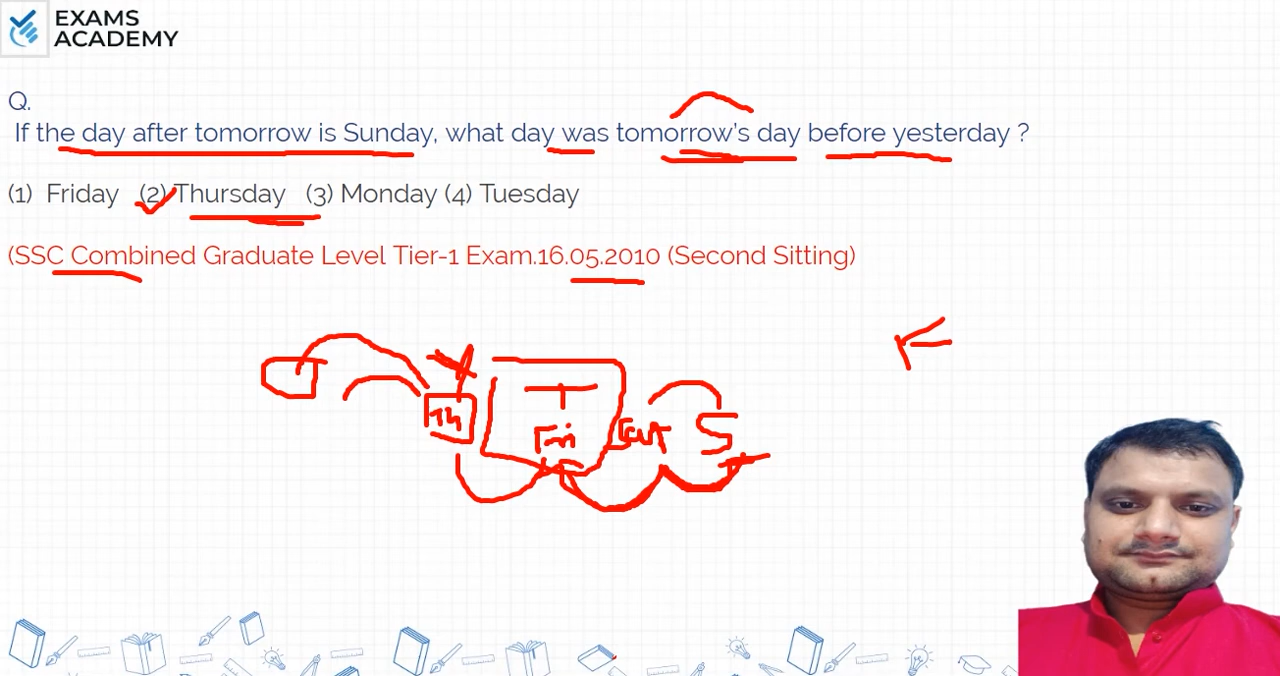 EXAMS
ACADEMY
Q.
If the day after tomorrow is Sunday, what day was tomorrow's day before yesterday ?
(1) Friday (2) Thursday (3) Monday (4) Tuesday
(SSC Combined Graduate Level Tier-1 Exam.16.05.2010 (Second Sitting)
T
Th Fri S